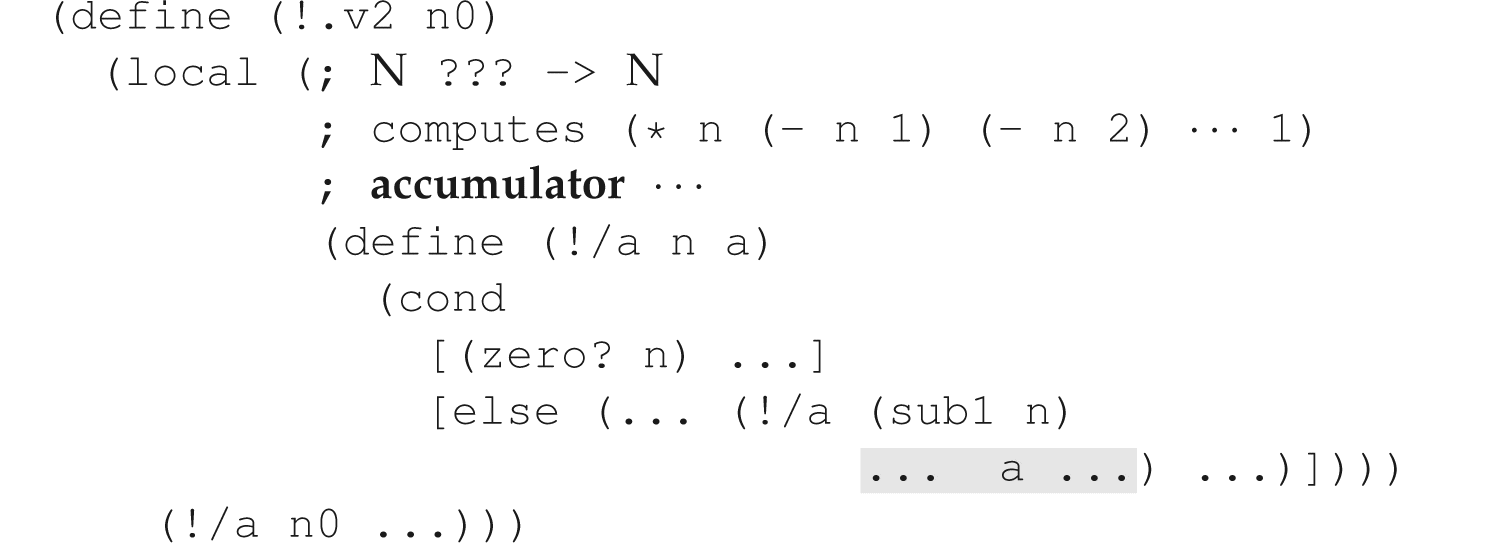 (define (!.v2 n0)
(local (; N ??? –> N
; computes (* n (– n 1) (– n 2) ··· 1)
; accumulator ···
(define (!/a n a)
(cond
[(zero? n) ...]
[else (... (!/a (sub1 n)
... a ...) ...)])))
(!/a n0 ...)))